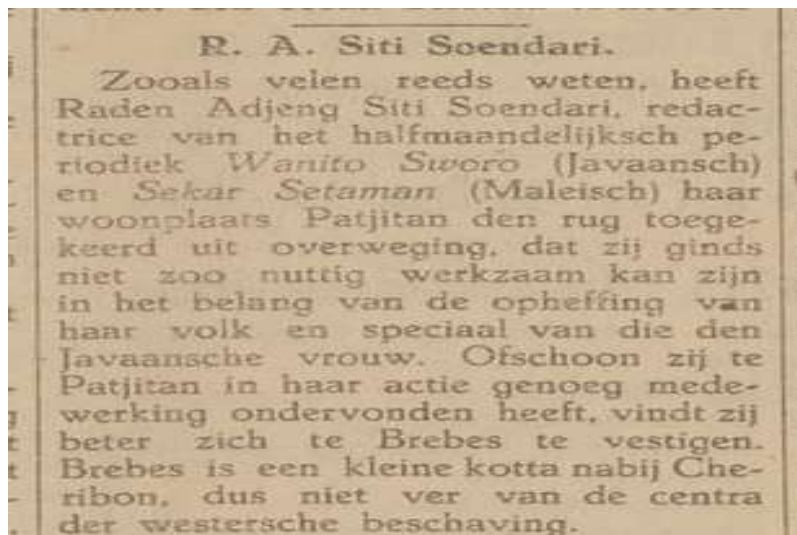 R. A. Siti Soendari.
Zooals velen reeds weten, heeft
Raden Adjeng Siti Soendari, redac-
trice van het halfmaandelijksch pe-
riodiek Wanito Sworo (Javaansch)
en Sekar Setaman (Maleisch) haar
woonplaats Patjitan den rug toege-
keerd uit overweging, dat zij ginds
niet zoo nuttig werkzaam kan zijn
in het belang van de opheffing van
haar volk en speciaal van die den
Javaansche vrouw. Ofschoon zij te
Patjitan in haar actie genoeg mede-
werking ondervonden heeft, vindt zij
beter zich te Brebes te vestigen.
Brebes is een kleine kotta nabij Che-
ribon, dus niet ver van de centra
der westersche beschaving.